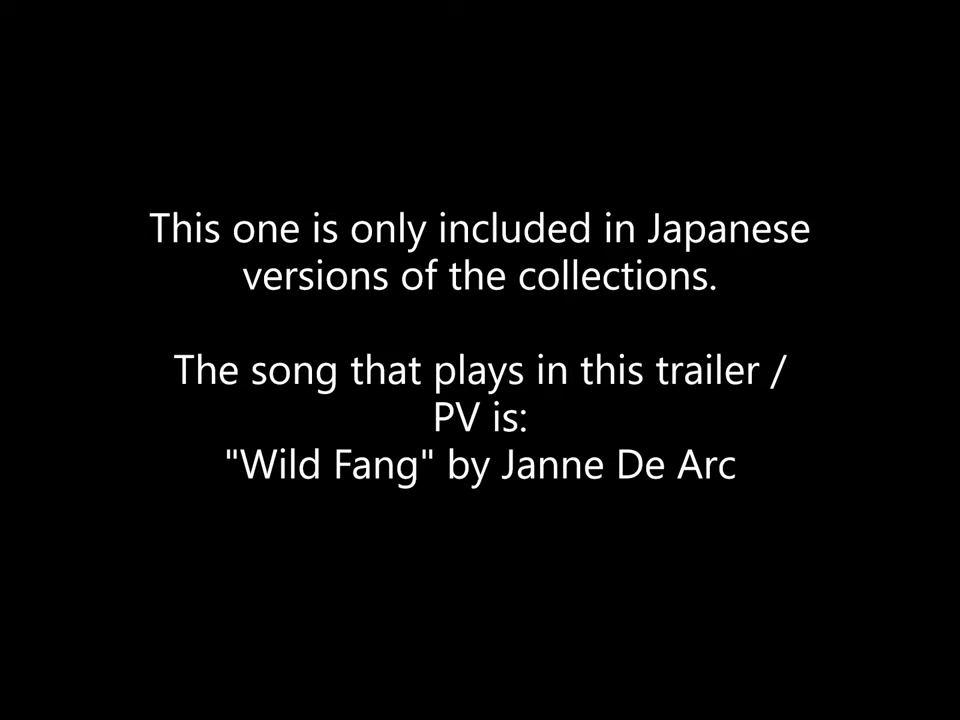 This one is only included in Japanese
versions of the collections.
The song that plays in this trailer /
PV is:
"Wild Fang" by Janne De Arc